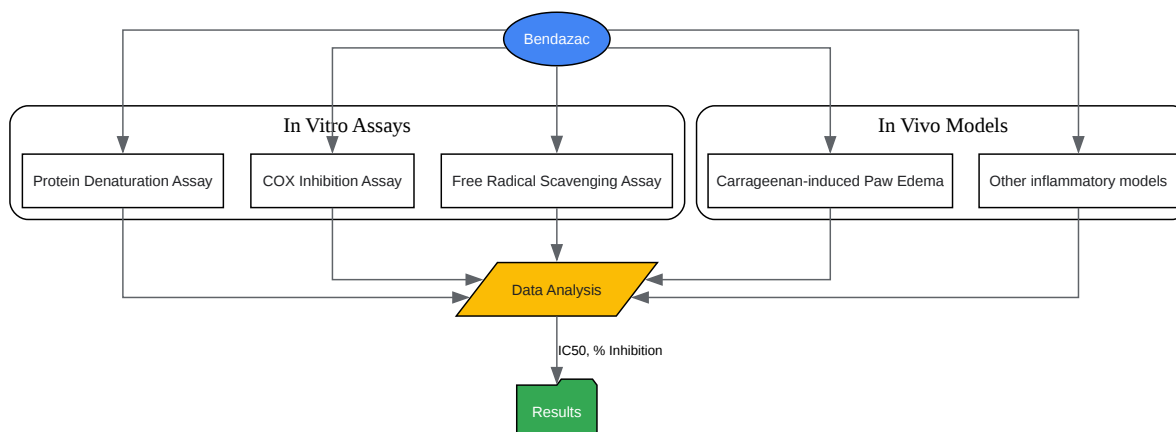 Bendazac
In Vitro Assays
In Vivo Models
Protein Denaturation Assay
COX Inhibition Assay
Free Radical Scavenging Assay
Carrageenan-induced Paw Edema
Other inflammatory models
Data Analysis
IC50, % Inhibition
Results